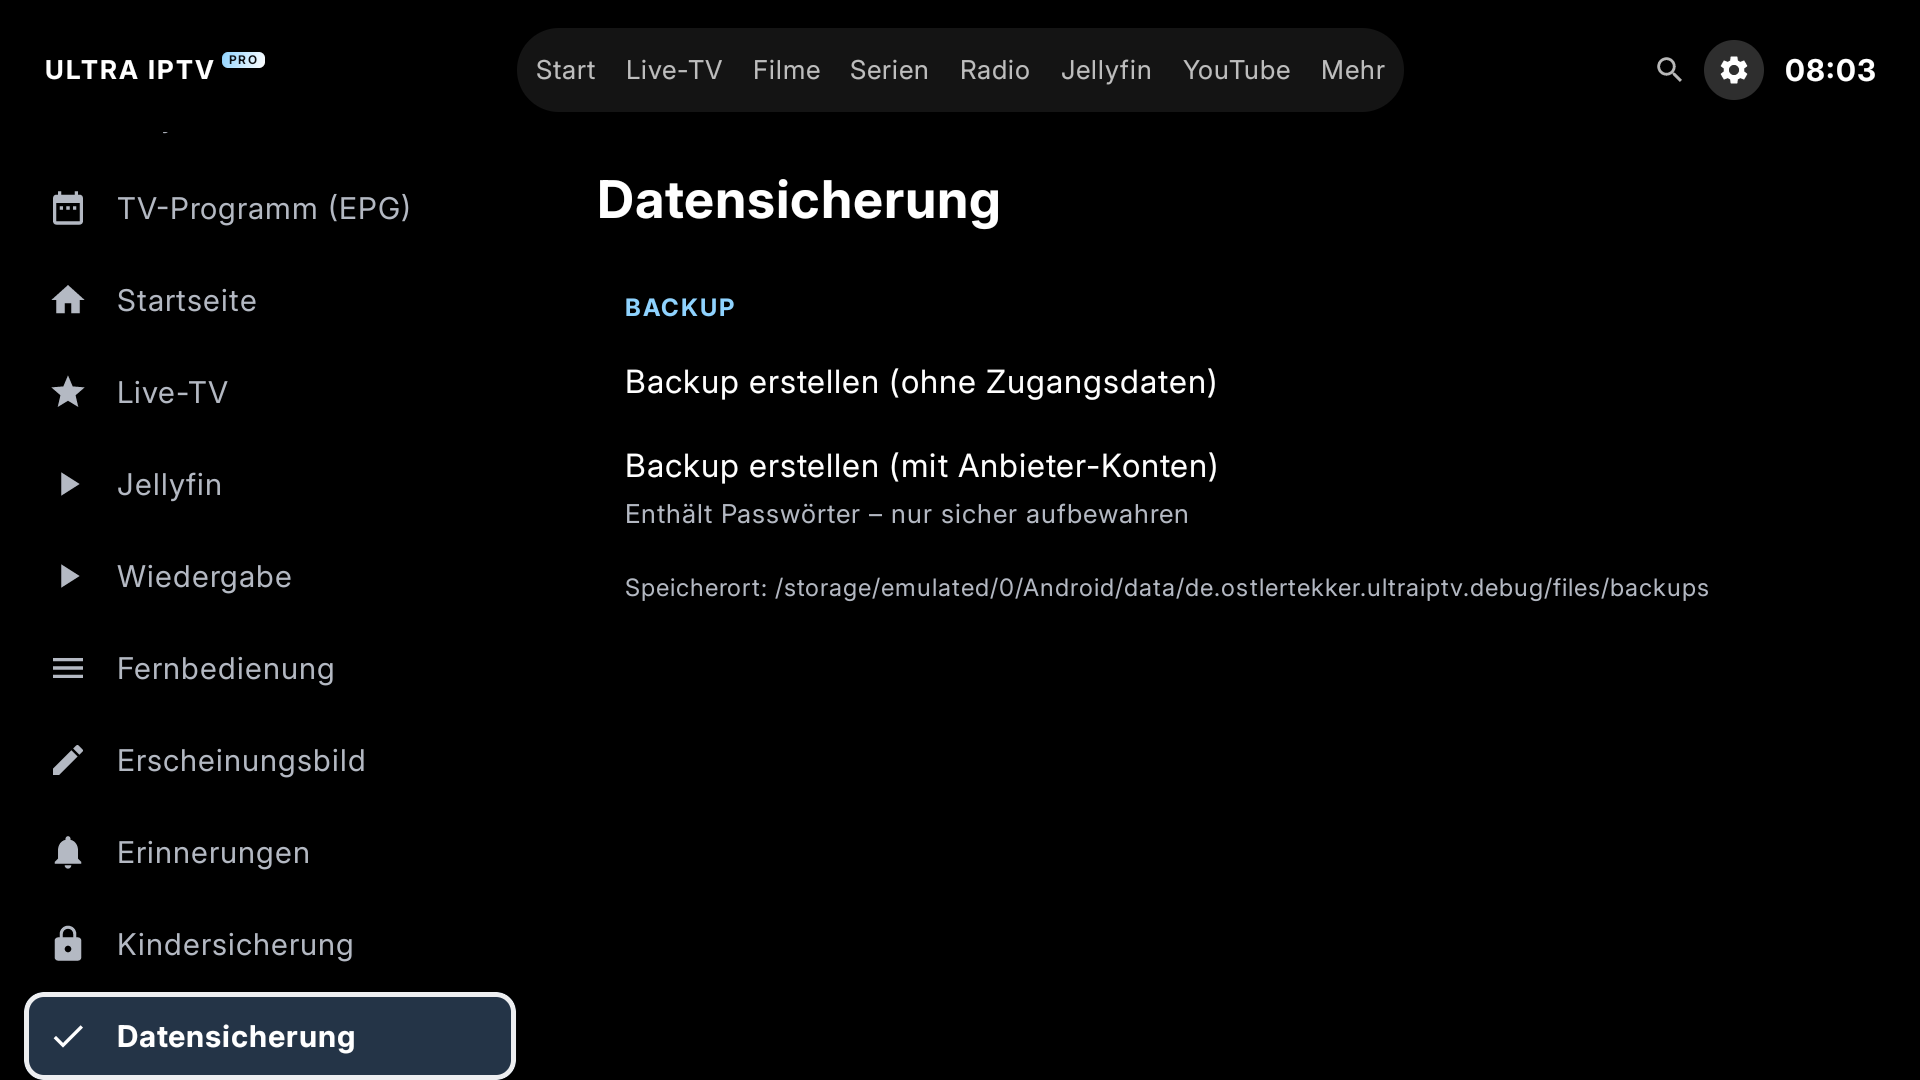 ULTRA IPTV PRO
Start Live-TV Filme Serien Radio Jellyfin YouTube Mehr
08:03
TV-Programm (EPG)
Startseite
Live-TV
Jellyfin
Wiedergabe
Fernbedienung
Erscheinungsbild
Erinnerungen
Kindersicherung
Datensicherung
Datensicherung
BACKUP
Backup erstellen (ohne Zugangsdaten)
Backup erstellen (mit Anbieter-Konten)
Enthält Passwörter – nur sicher aufbewahren
Speicherort: /storage/emulated/0/Android/data/de.ostlertekker.ultraiptv.debug/files/backups